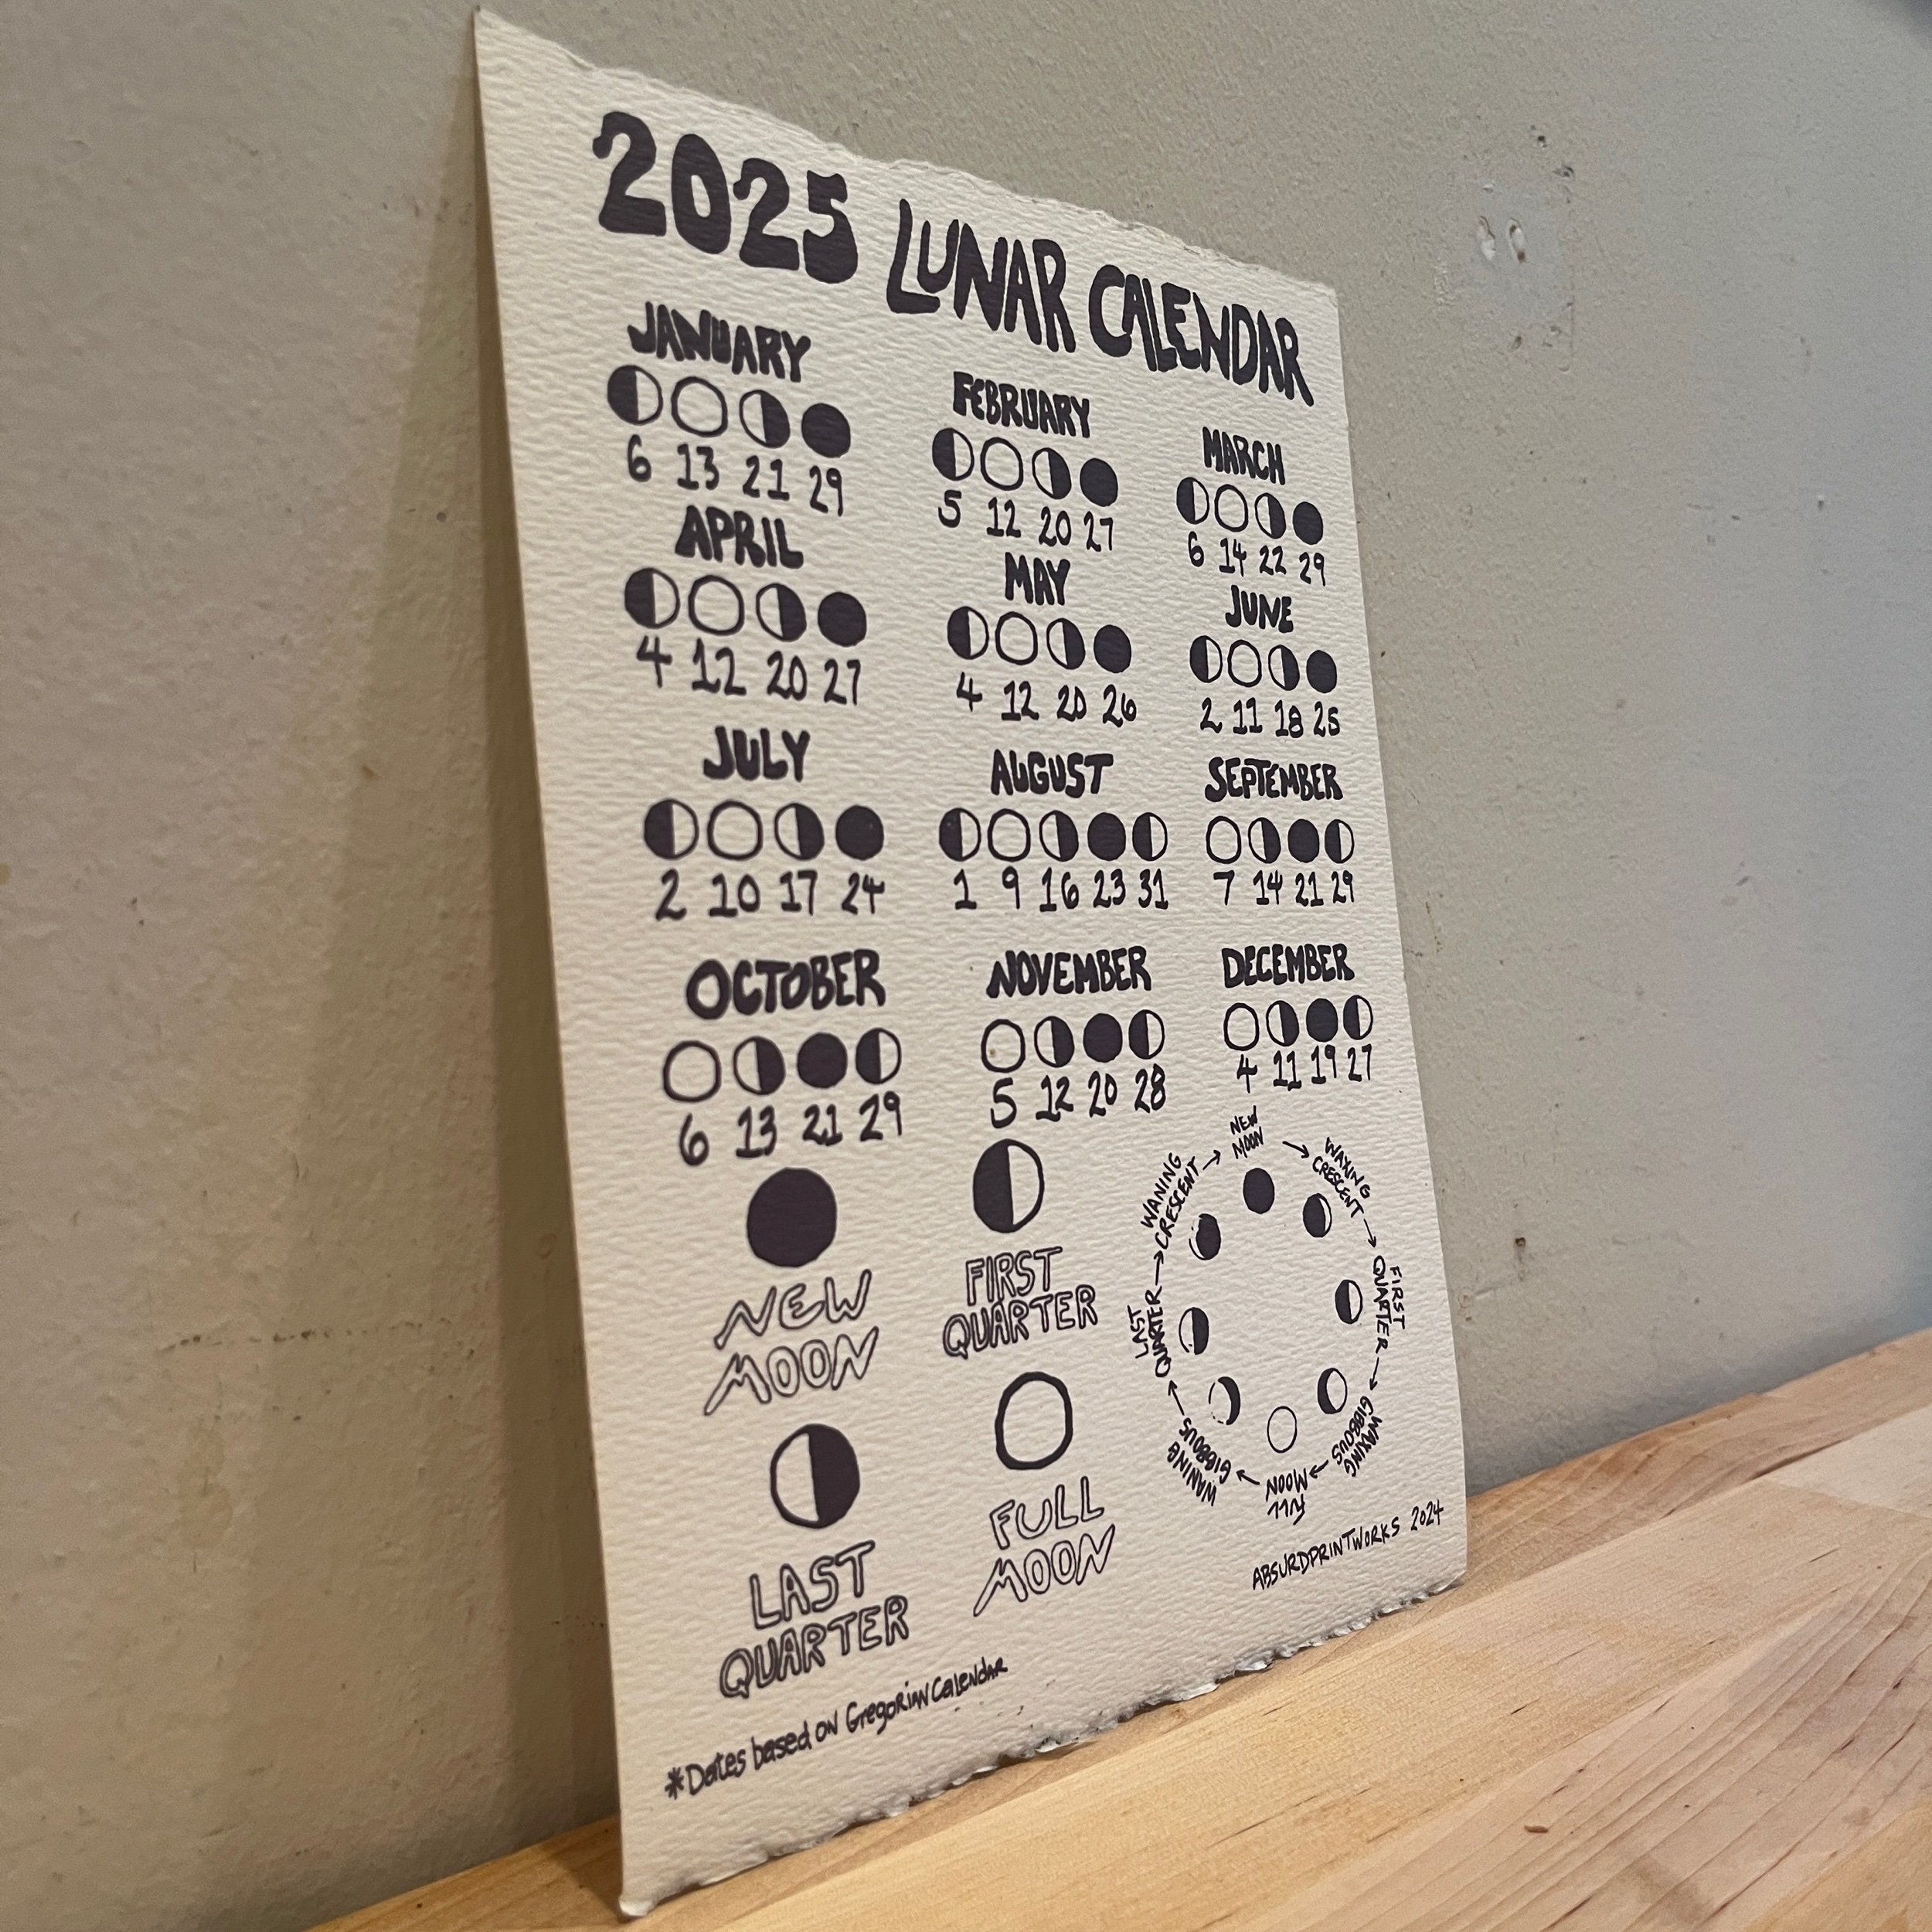 2025 LUNAR CALENDAR
JANUARY
6 13 21 29
FEBRUARY
5 12 20 27
MARCH
6 14 22 29
APRIL
4 12 20 27
MAY
4 12 20 26
JUNE
2 11 18 25
JULY
2 10 17 24
AUGUST
1 9 16 23 31
SEPTEMBER
7 14 21 29
OCTOBER
6 13 21 29
NOVEMBER
5 12 20 28
DECEMBER
4 11 19 27
NEW
MOON
FIRST
QUARTER
LAST
QUARTER
FULL
MOON
NEW
MOON
WAXING
CRESCENT
FIRST
QUARTER
WAXING
GIBBOUS
FULL
MOON
WANING
GIBBOUS
LAST
QUARTER
WANING
CRESCENT
ABSURDPRINTWORKS 2024
*Dates based on Gregorian Calendar